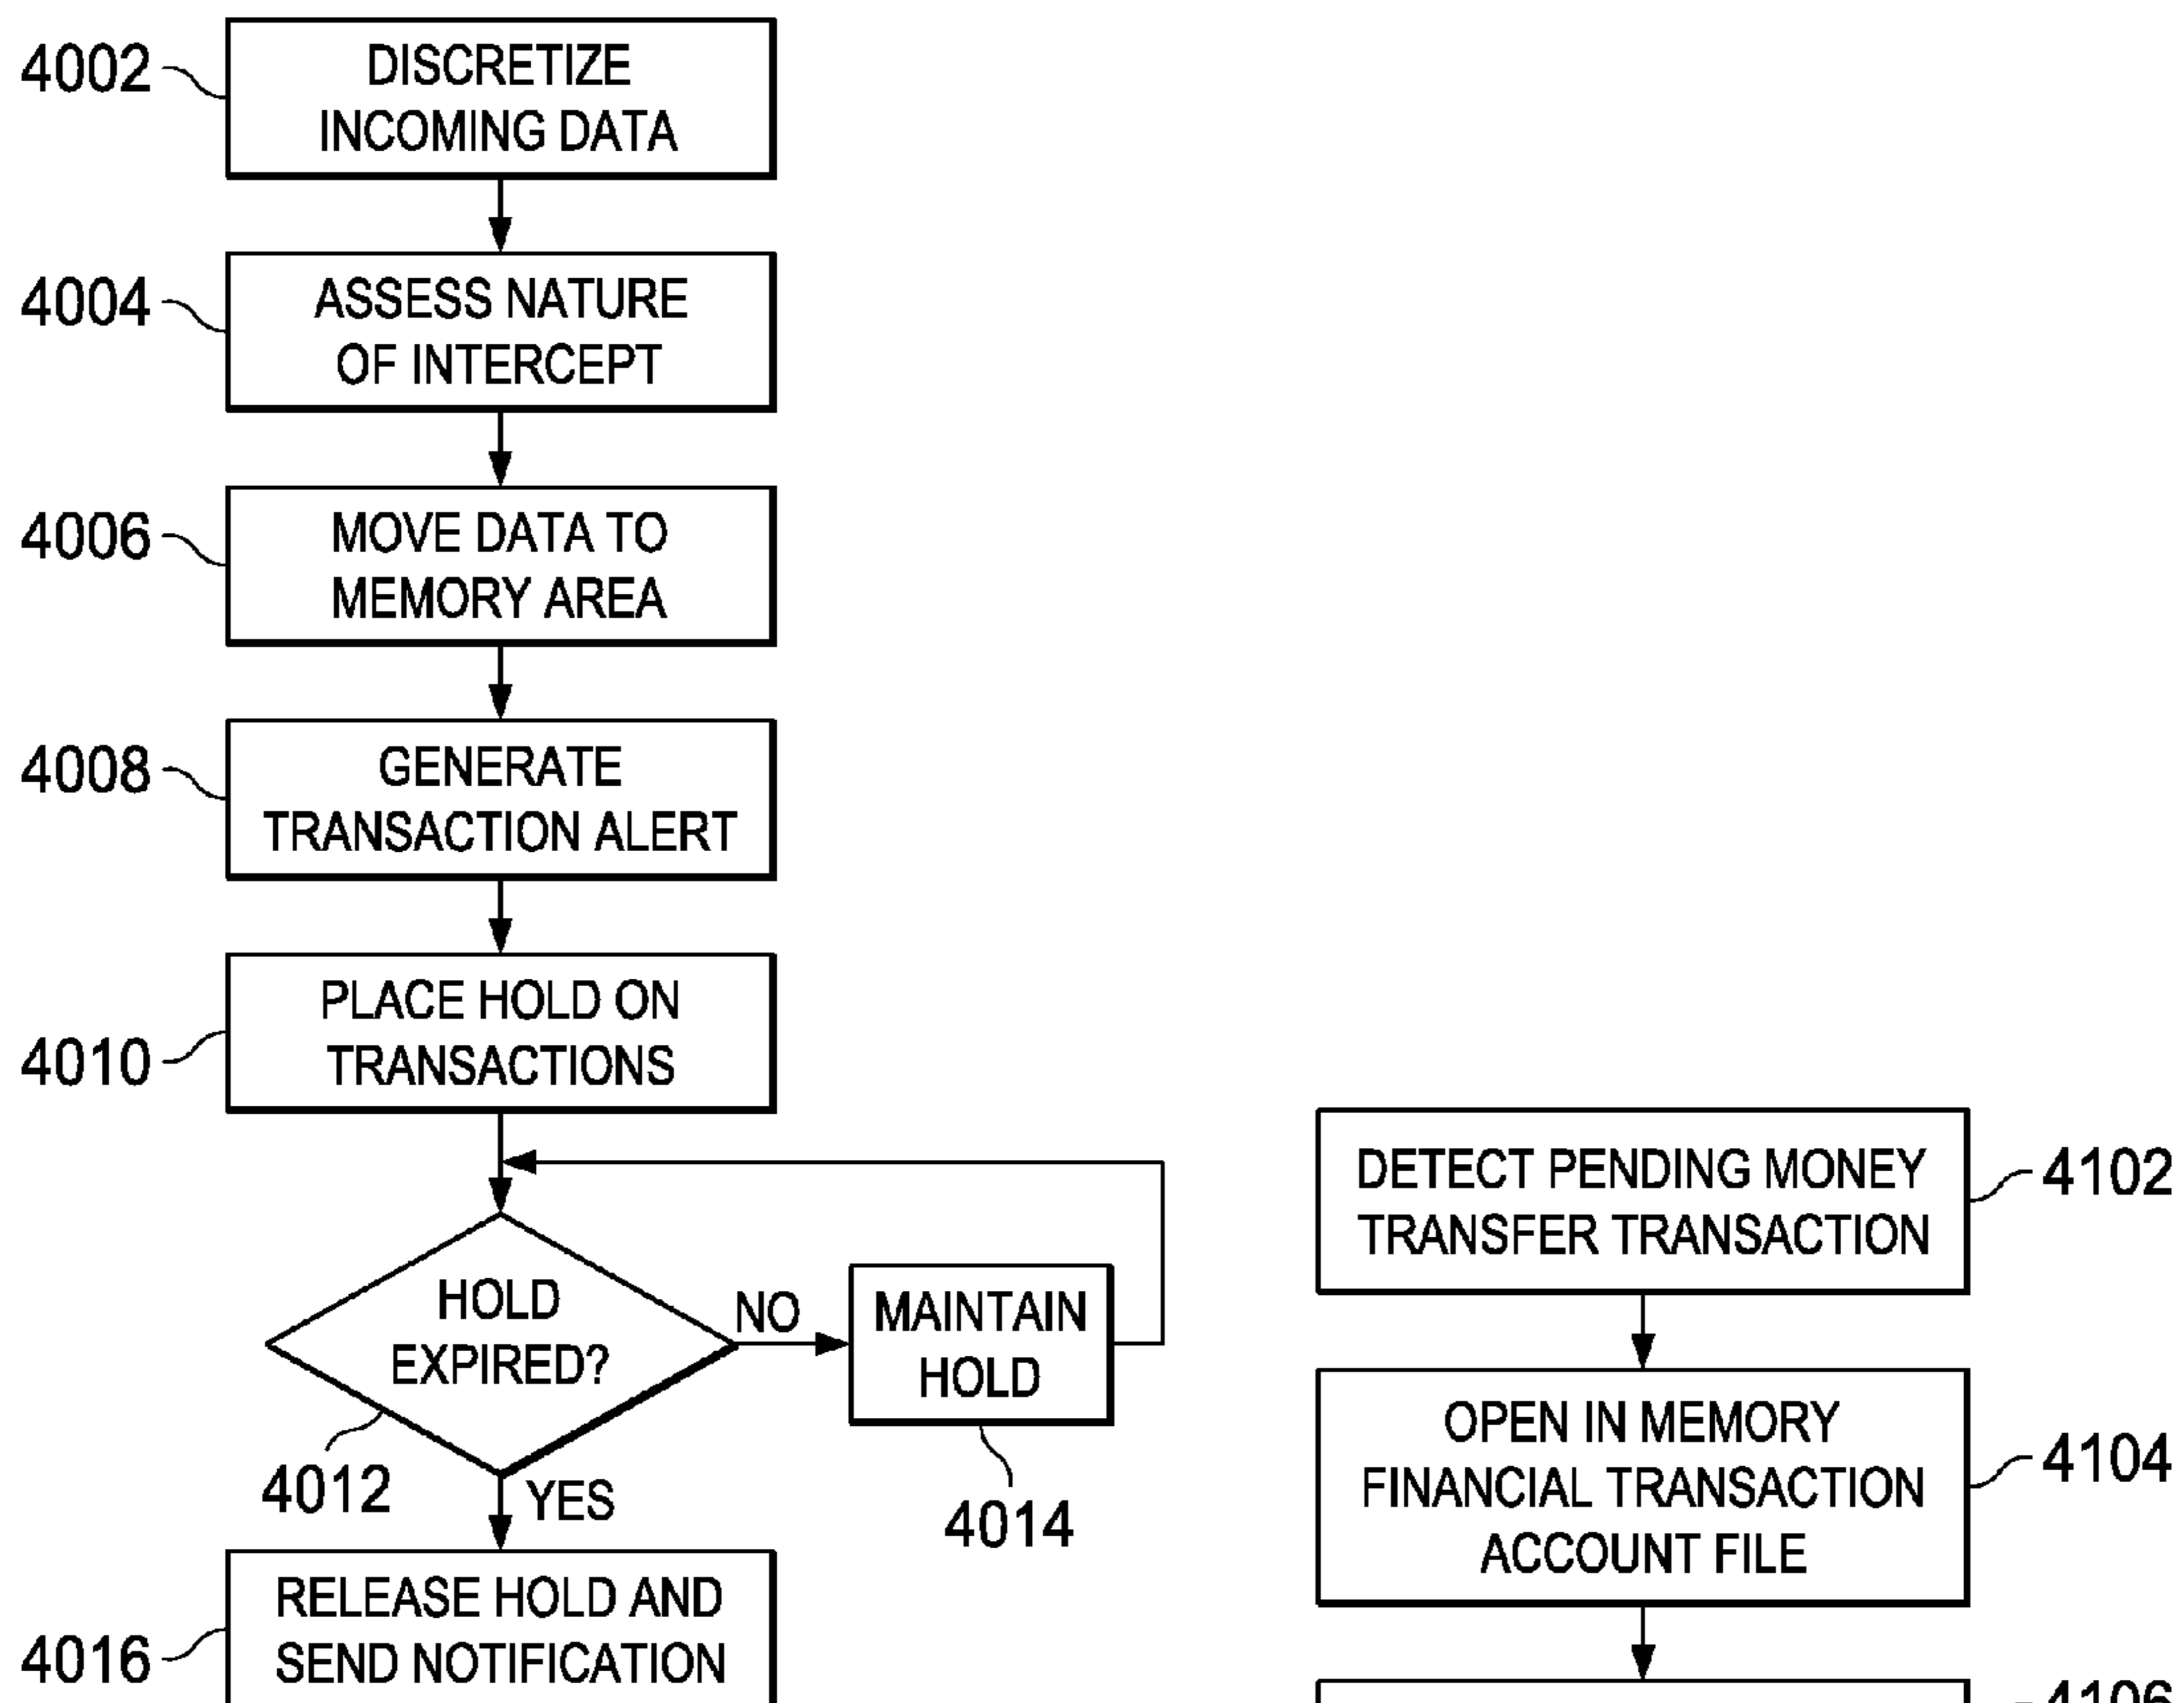 4002
DISCRETIZE
INCOMING DATA
4004
ASSESS NATURE
OF INTERCEPT
4006
MOVE DATA TO
MEMORY AREA
4008
GENERATE
TRANSACTION ALERT
4010
PLACE HOLD ON
TRANSACTIONS
HOLD
EXPIRED?
4012
NO
MAINTAIN
HOLD
4014
YES
4016
RELEASE HOLD AND
SEND NOTIFICATION
DETECT PENDING MONEY
TRANSFER TRANSACTION
4102
OPEN IN MEMORY
FINANCIAL TRANSACTION
ACCOUNT FILE
4104
4106